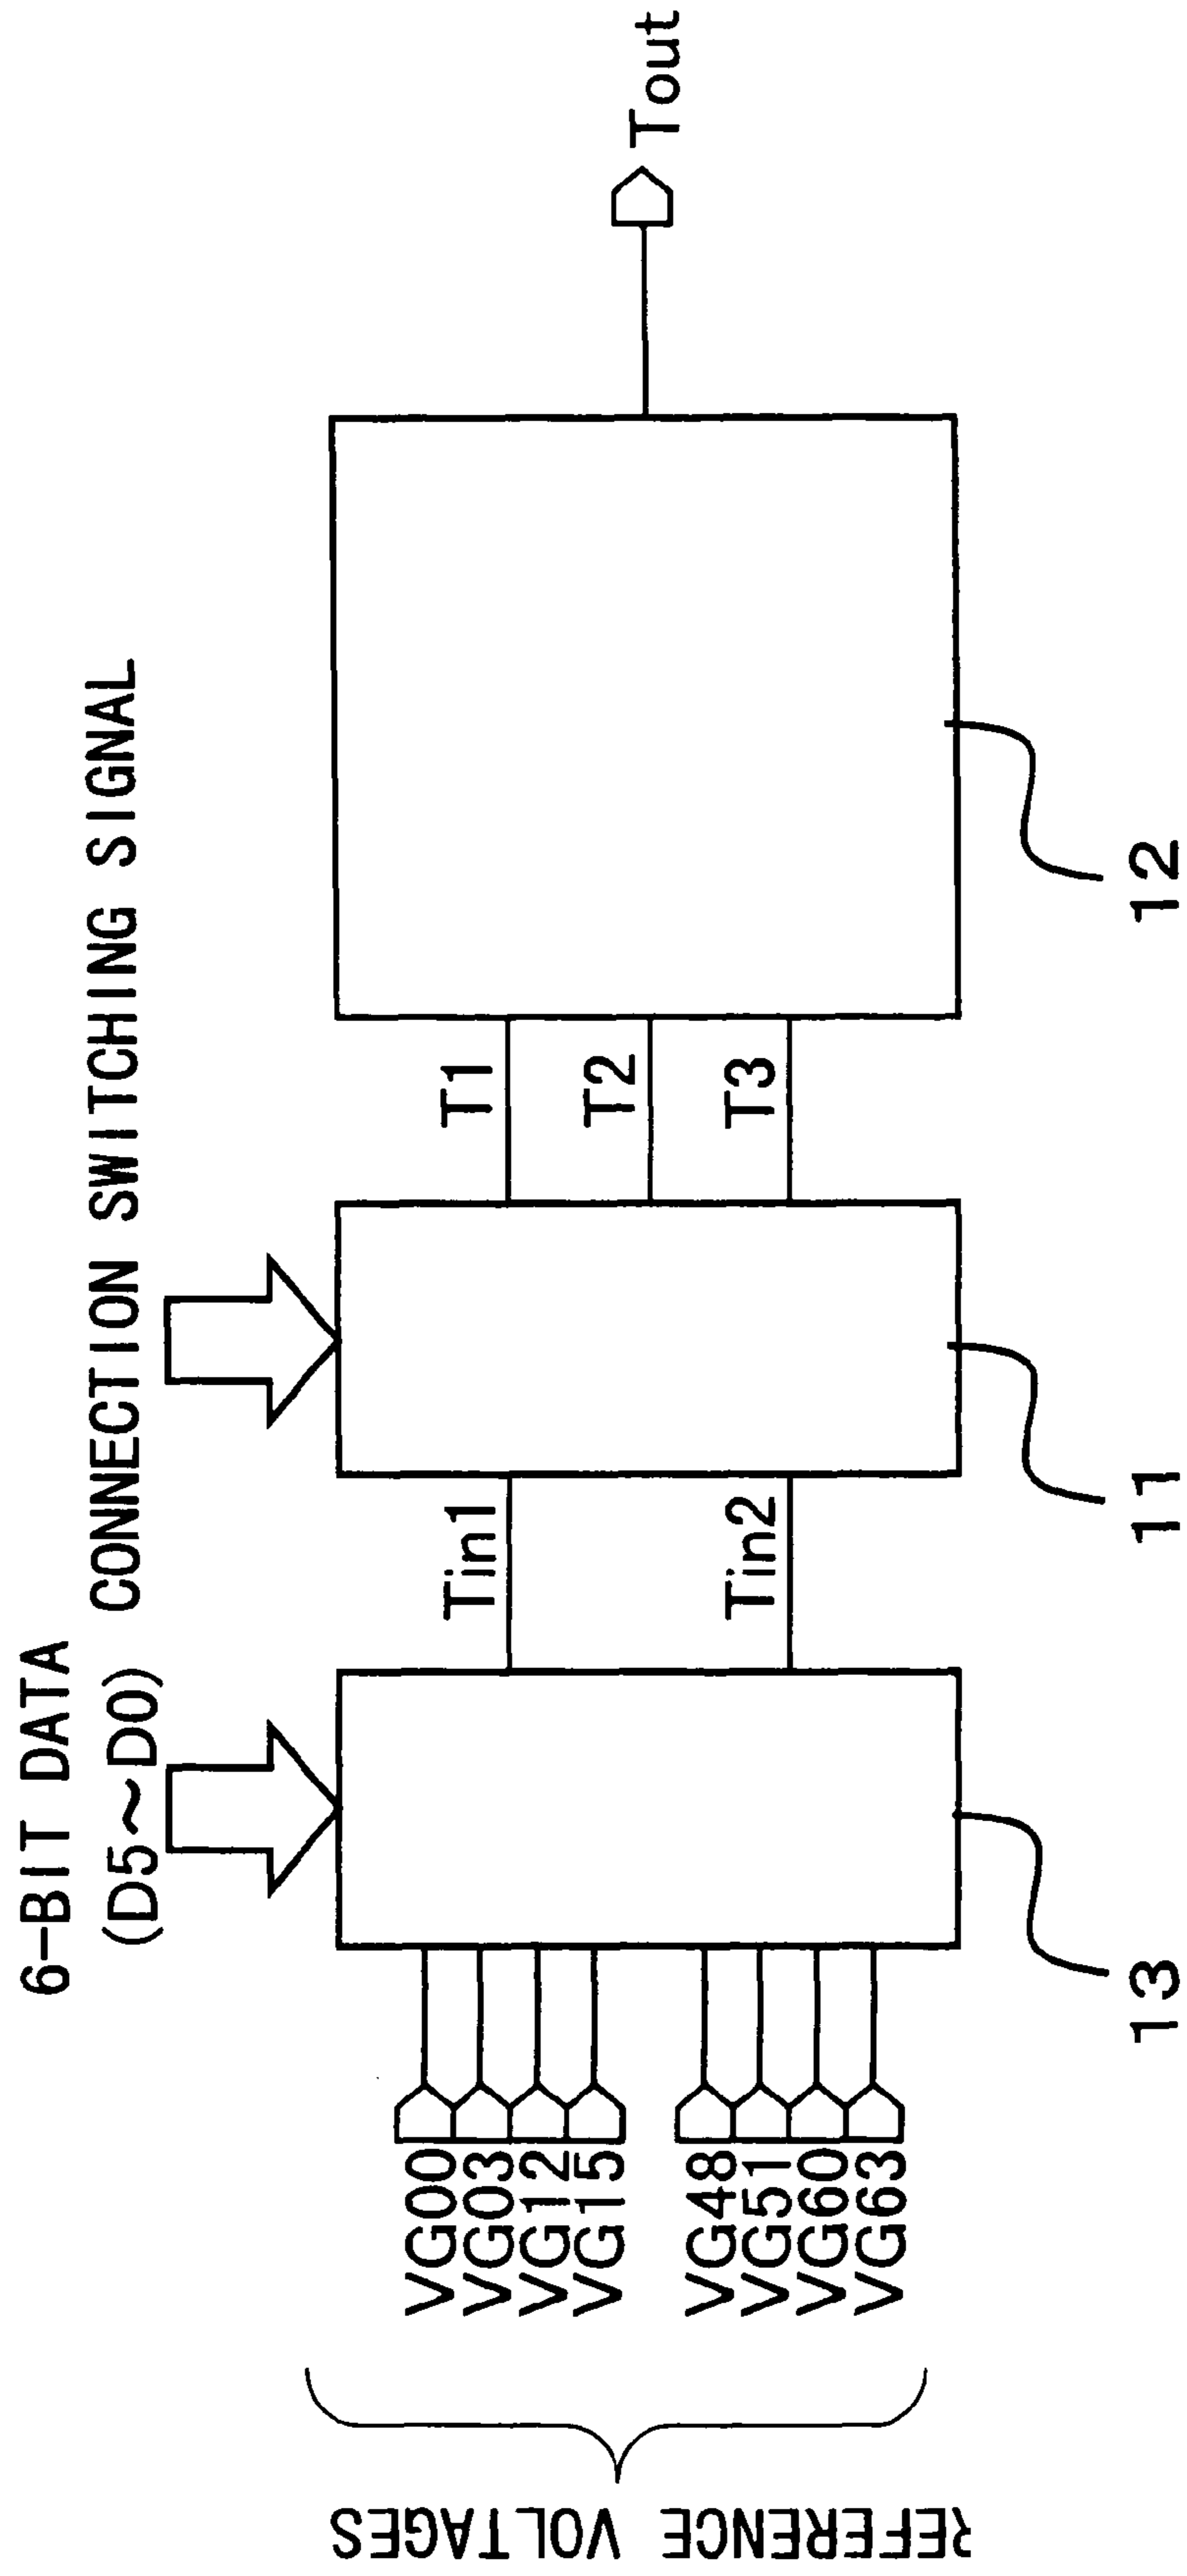 6-BIT DATA
(D5~D0)
CONNECTION SWITCHING SIGNAL
VG00
VG03
VG12
VG15
VG48
VG51
VG60
VG63
REFERENCE VOLTAGES
Tin1
Tin2
T1
T2
T3
Tout
13
11
12